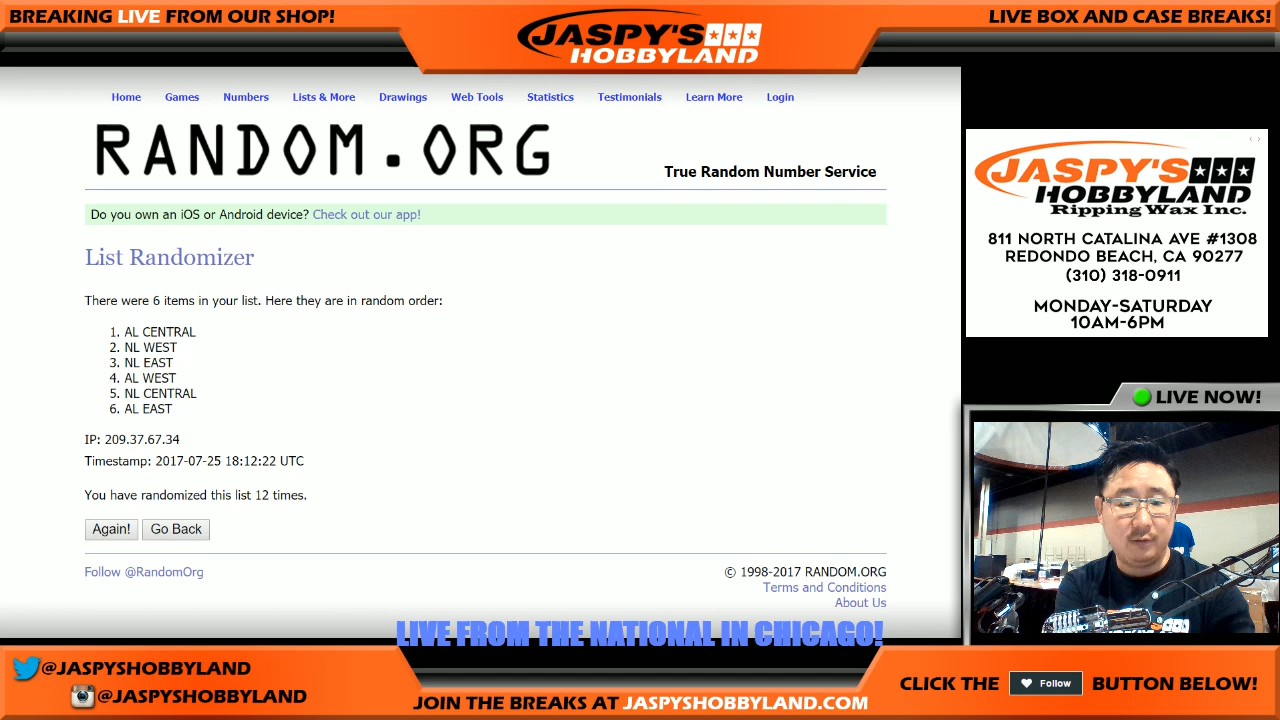 BREAKING LIVE FROM OUR SHOP!
JASPY'S
HOBBYLAND
LIVE BOX AND CASE BREAKS!
Home Games Numbers Lists & More Drawings Web Tools Statistics Testimonials Learn More Login
RANDOM.ORG
True Random Number Service
Do you own an iOS or Android device? Check out our app!
List Randomizer
There were 6 items in your list. Here they are in random order:
1. AL CENTRAL
2. NL WEST
3. NL EAST
4. AL WEST
5. NL CENTRAL
6. AL EAST
IP: 209.37.67.34
Timestamp: 2017-07-25 18:12:22 UTC
You have randomized this list 12 times.
Again! Go Back
Follow @RandomOrg
© 1998-2017 RANDOM.ORG
Terms and Conditions
About Us
JASPY'S
HOBBYLAND
Ripping Wax Inc.
811 NORTH CATALINA AVE #1308
REDONDO BEACH, CA 90277
(310) 318-0911
MONDAY-SATURDAY
10AM-6PM
LIVE NOW!
LIVE FROM THE NATIONAL IN CHICAGO!
@JASPYSHOBBYLAND
@JASPYSHOBBYLAND
JOIN THE BREAKS AT JASPYSHOBBYLAND.COM
CLICK THE Follow BUTTON BELOW!